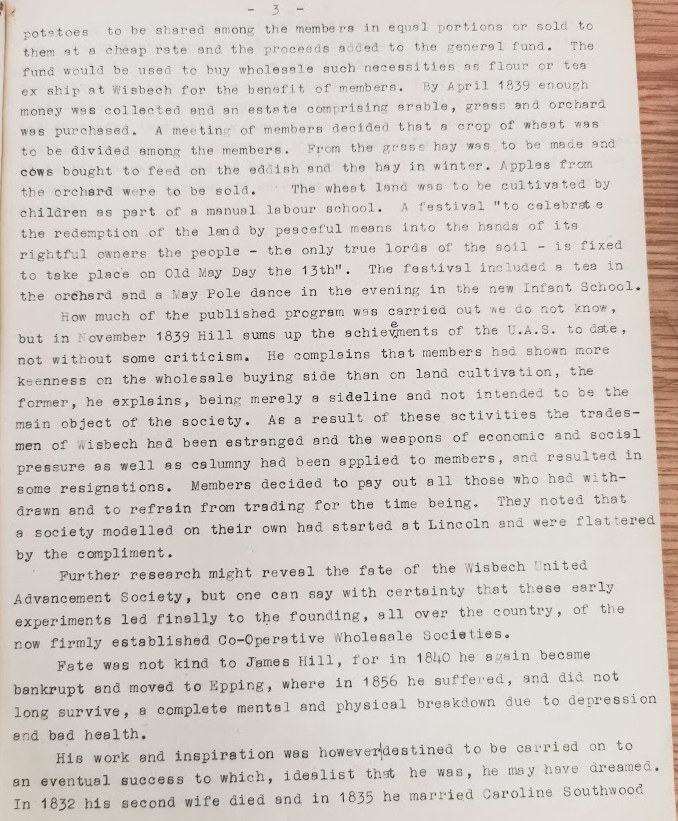 - 3 -
potatoes to be shared among the members in equal portions or sold to
them at a cheap rate and the proceeds added to the general fund. The
fund would be used to buy wholesale such necessities as flour or tea
ex ship at Wisbech for the benefit of members. By April 1839 enough
money was collected and an estate comprising arable, grass and orchard
was purchased. A meeting of members decided that a crop of wheat was
to be divided among the members. From the grass hay was to be made and
cows bought to feed on the eddish and the hay in winter. Apples from
the orchard were to be sold. The wheat land was to be cultivated by
children as part of a manual labour school. A festival "to celebrate
the redemption of the land by peaceful means into the hands of its
rightful owners the people - the only true lords of the soil - is fixed
to take place on Old May Day the 13th". The festival included a tea in
the orchard and a May Pole dance in the evening in the new Infant School.
How much of the published program was carried out we do not know,
but in November 1839 Hill sums up the achievements of the U.A.S. to date,
not without some criticism. He complains that members had shown more
keenness on the wholesale buying side than on land cultivation, the
former, he explains, being merely a sideline and not intended to be the
main object of the society. As a result of these activities the trades-
men of Wisbech had been estranged and the weapons of economic and social
pressure as well as calumny had been applied to members, and resulted in
some resignations. Members decided to pay out all those who had with-
drawn and to refrain from trading for the time being. They noted that
a society modelled on their own had started at Lincoln and were flattered
by the compliment.
Further research might reveal the fate of the Wisbech United
Advancement Society, but one can say with certainty that these early
experiments led finally to the founding, all over the country, of the
now firmly established Co-Operative Wholesale Societies.
Fate was not kind to James Hill, for in 1840 he again became
bankrupt and moved to Epping, where in 1856 he suffered, and did not
long survive, a complete mental and physical breakdown due to depression
and bad health.
His work and inspiration was however destined to be carried on to
an eventual success to which, idealist that he was, he may have dreamed.
In 1832 his second wife died and in 1835 he married Caroline Southwood